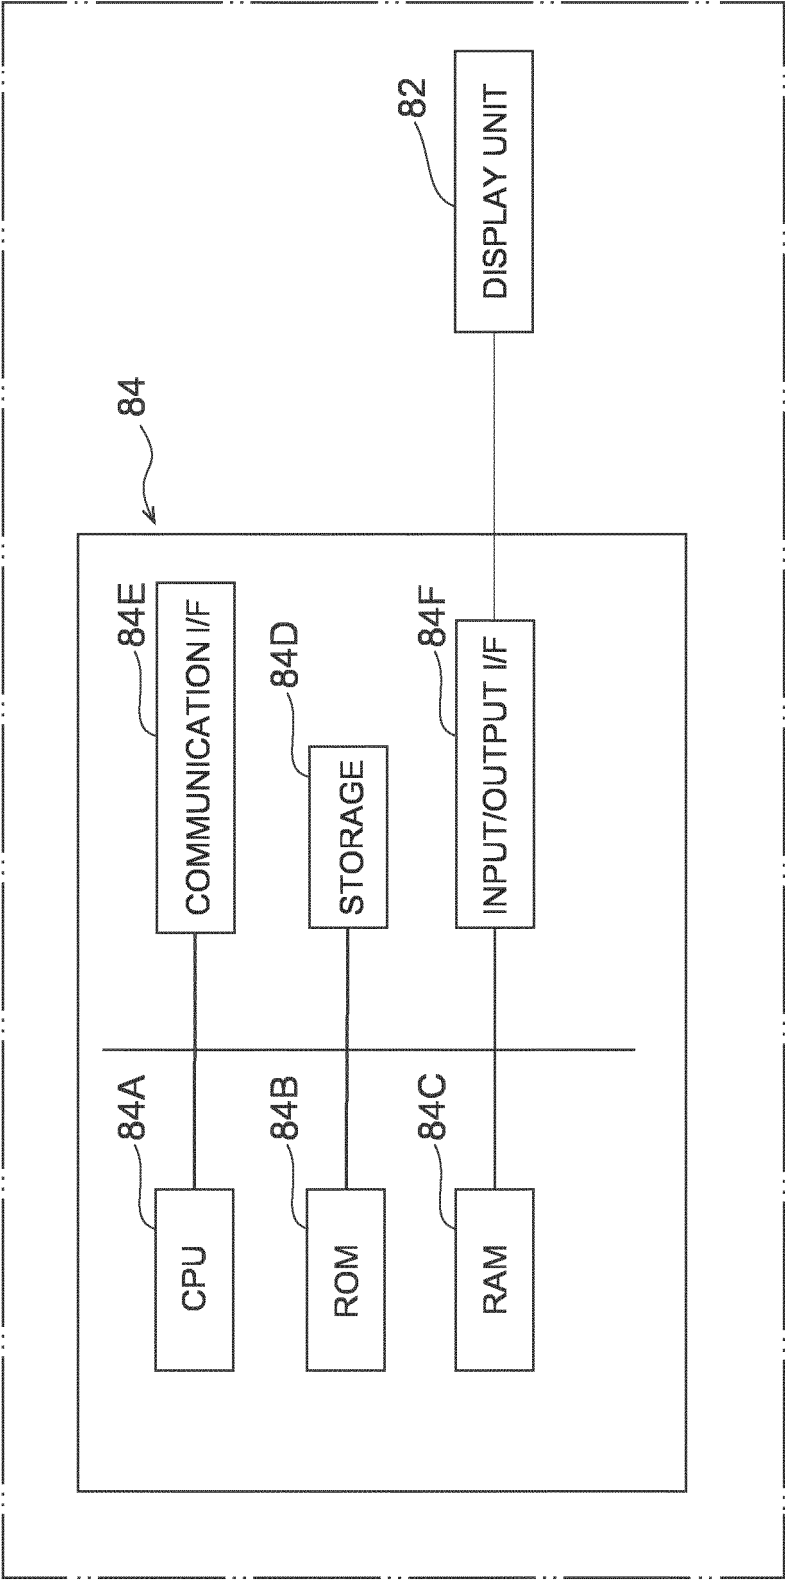 84
84A
CPU
84E
COMMUNICATION I/F
84B
ROM
84D
STORAGE
84C
RAM
84F
INPUT/OUTPUT I/F
82
DISPLAY UNIT